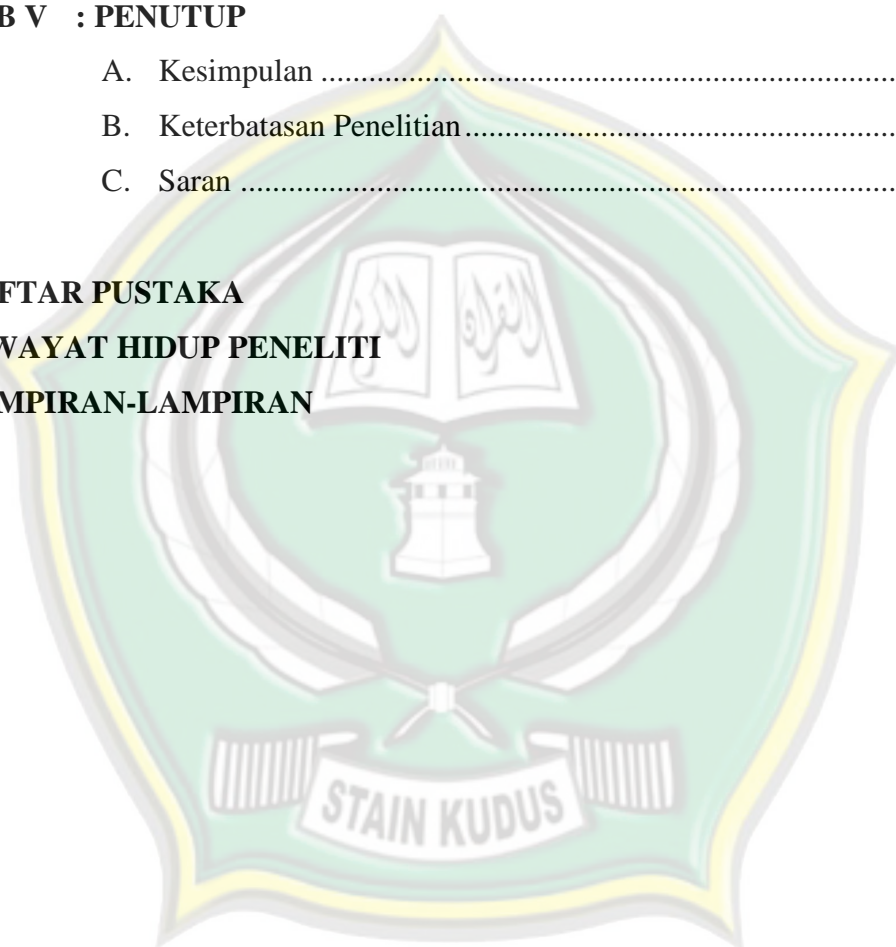 B V : PENUTUP
A. Kesimpulan ........................................................................
B. Keterbatasan Penelitian ........................................................
C. Saran ..................................................................................
FTAR PUSTAKA
WAYAT HIDUP PENELITI
MPIRAN-LAMPIRAN
STAIN KUDUS